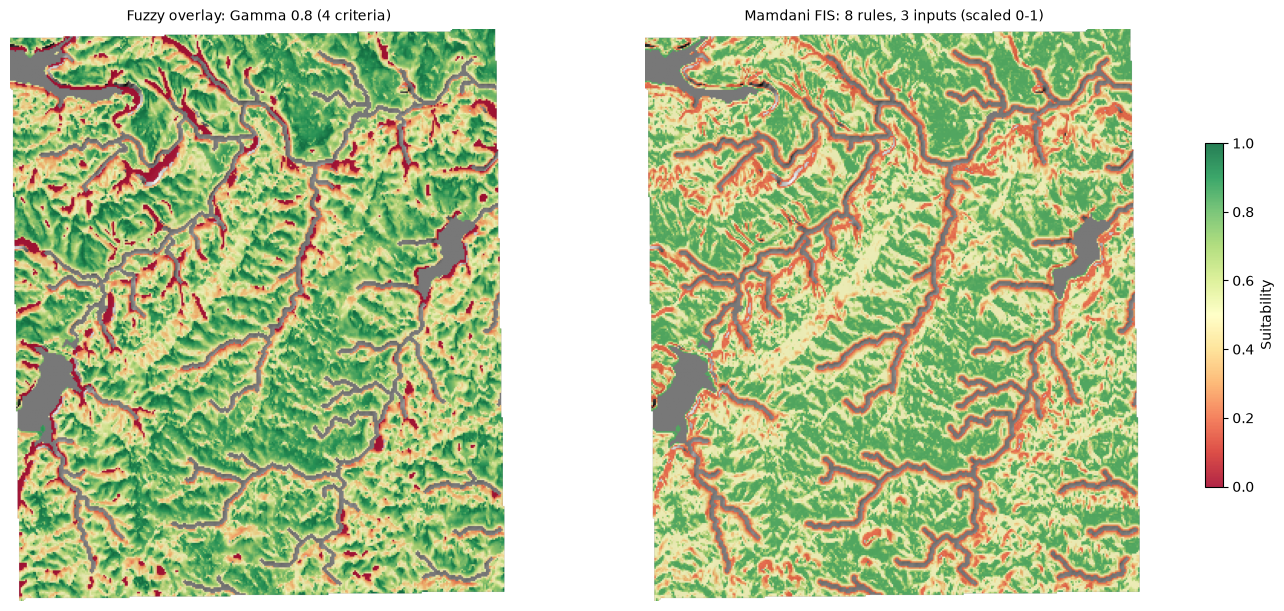 Fuzzy overlay: Gamma 0.8 (4 criteria)
Mamdani FIS: 8 rules, 3 inputs (scaled 0-1)
1.0
0.8
0.6
0.4
0.2
0.0
Suitability